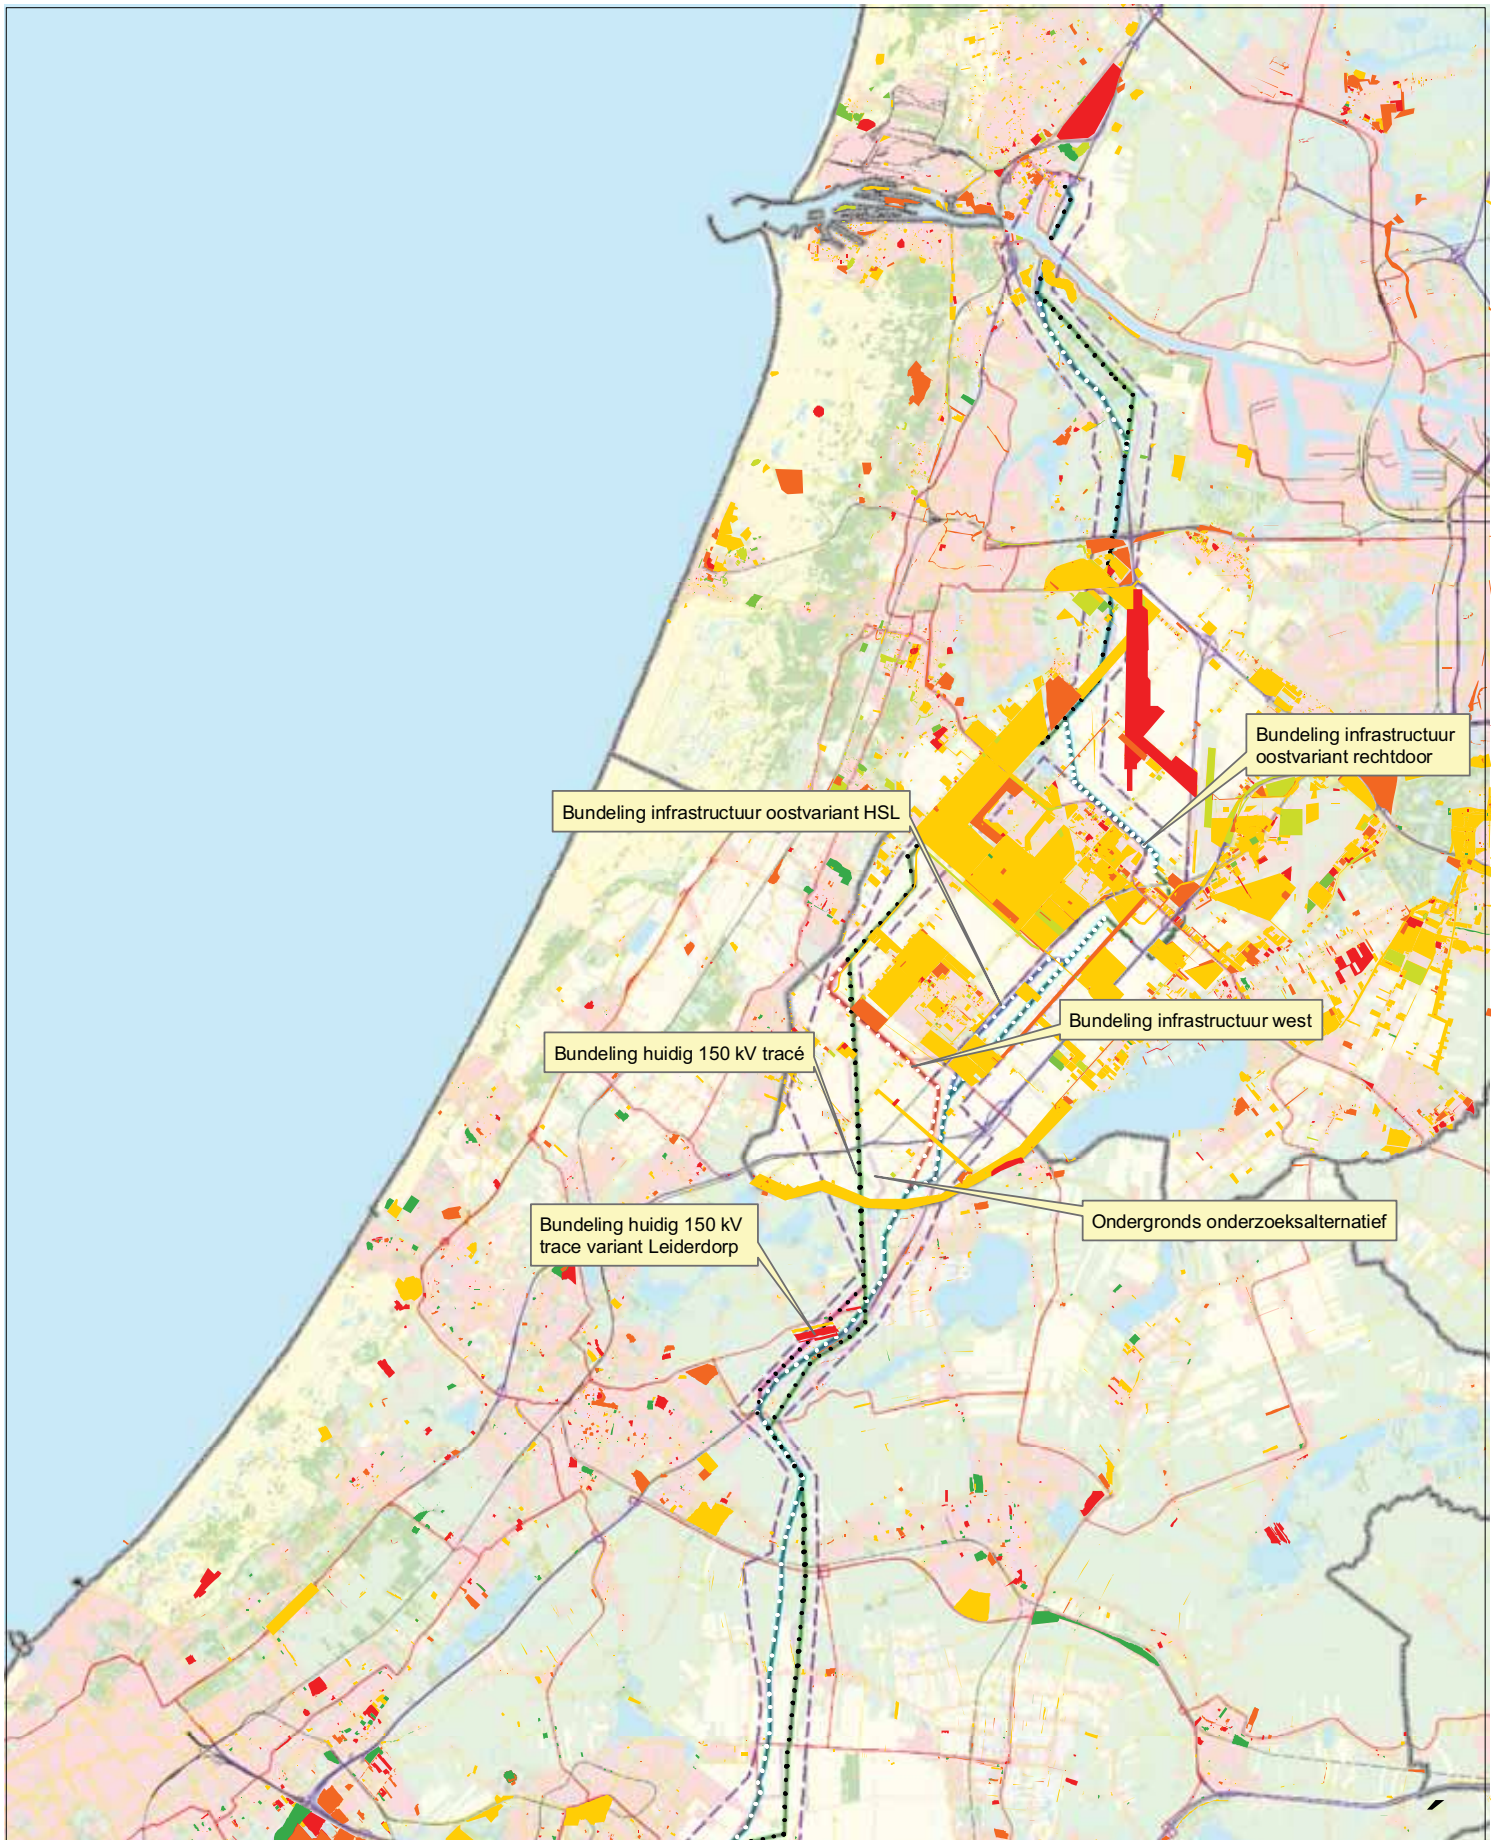 Bundeling infrastructuur
oostvariant rechtdoor
Bundeling infrastructuur oostvariant HSL
Bundeling infrastructuur west
Bundeling huidig 150 kV tracé
Bundeling huidig 150 kV
trace variant Leiderdorp
Ondergronds onderzoeksalternatief